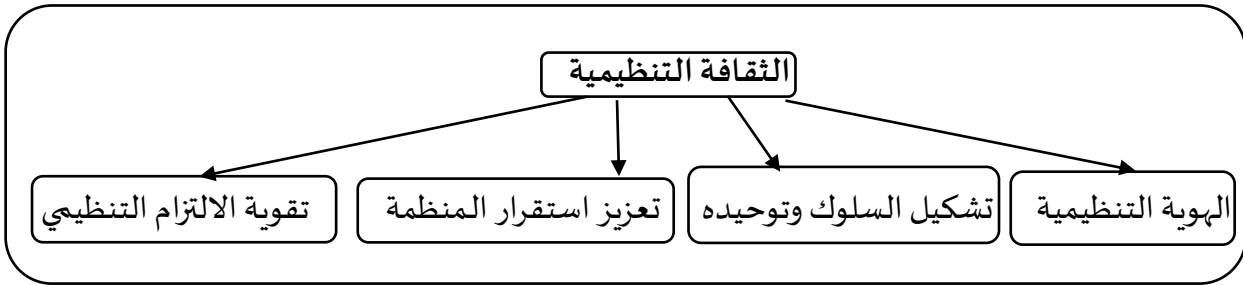 الثقافة التنظيمية
الهوية التنظيمية
تشكيل السلوك وتوحيده
تعزيز استقرار المنظمة
تقوية الالتزام التنظيمي